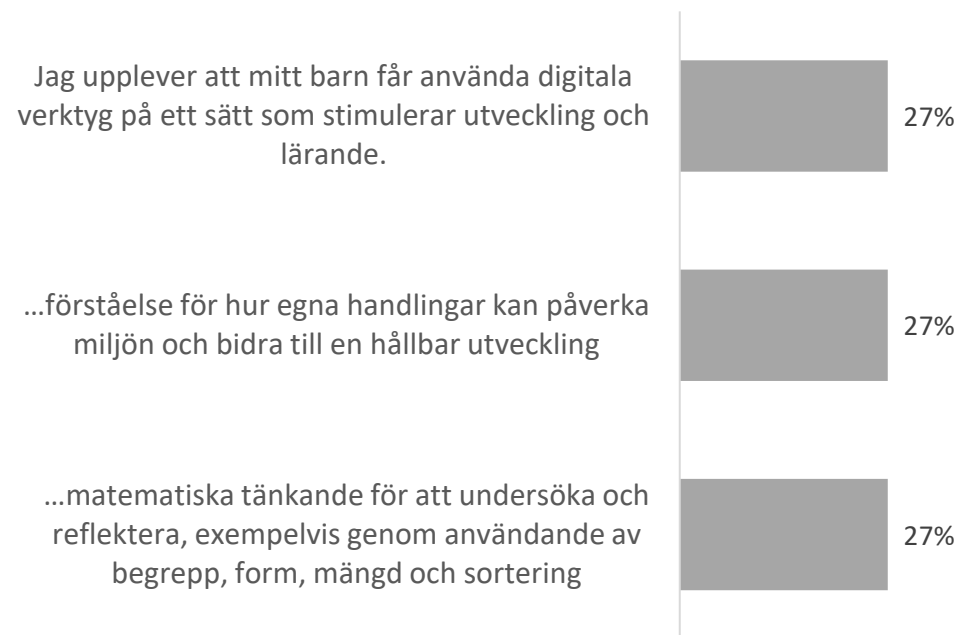 Jag upplever att mitt barn får använda digitala
verktyg på ett sätt som stimulerar utveckling och
lärande.
27%
…förståelse för hur egna handlingar kan påverka
miljön och bidra till en hållbar utveckling
27%
…matematiska tänkande för att undersöka och
reflektera, exempelvis genom användande av
begrepp, form, mängd och sortering
27%